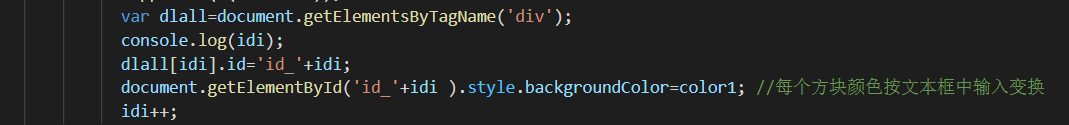 var dlall=document.getElementsByTagName('div');
console.log(idi);
dlall[idi].id='id_'+idi;
document.getElementById('id_'+idi ).style.backgroundColor=color1; //每个方块颜色按文本框中输入变换
idi++;